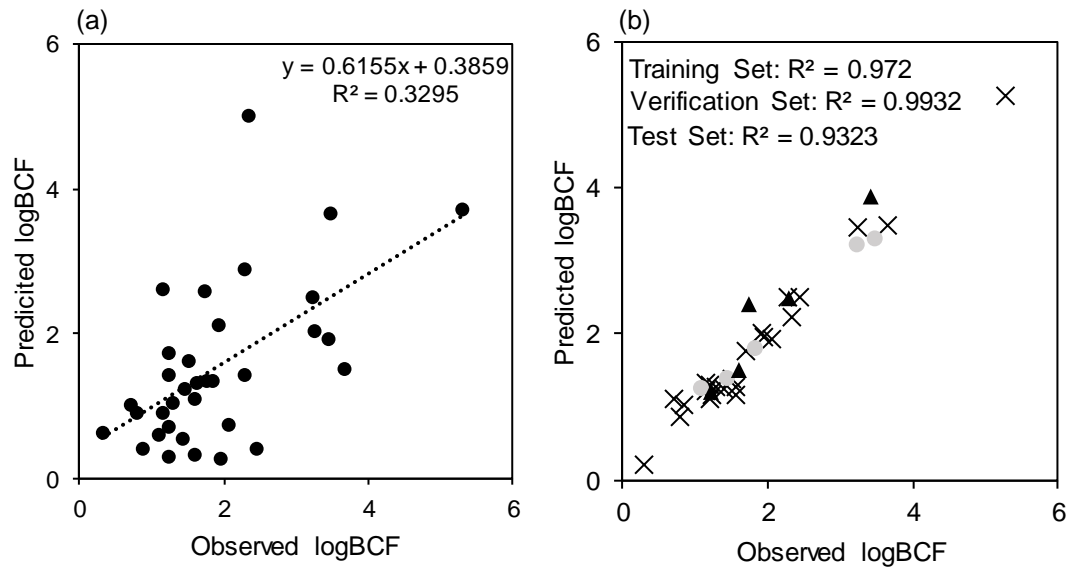 (a)
6
4
2
0
y = 0.6155x + 0.3859
R² = 0.3295
Predicited logBCF
0 2 4 6
Observed logBCF
(b)
6
4
2
0
Training Set: R² = 0.972
Verification Set: R² = 0.9932
Test Set: R² = 0.9323
Predicted logBCF
0 2 4 6
Observed logBCF